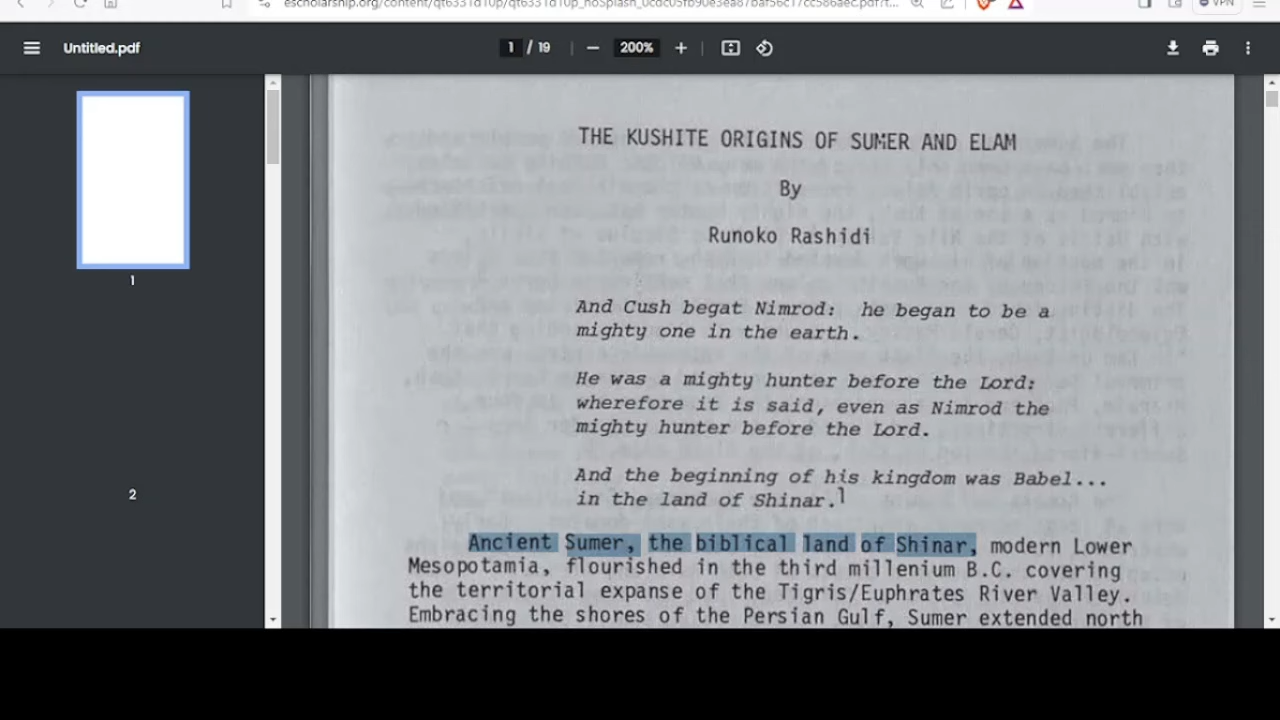 Untitled.pdf
1 / 19
200%
VPN
THE KUSHITE ORIGINS OF SUMER AND ELAM
By
Runoko Rashidi
And Cush begat Nimrod: he began to be a
mighty one in the earth.
He was a mighty hunter before the Lord:
wherefore it is said, even as Nimrod the
mighty hunter before the Lord.
And the beginning of his kingdom was Babel...
in the land of Shinar.1
Ancient Sumer, the biblical land of Shinar, modern Lower
Mesopotamia, flourished in the third millenium B.C. covering
the territorial expanse of the Tigris/Euphrates River Valley.
Embracing the shores of the Persian Gulf, Sumer extended north
1
2